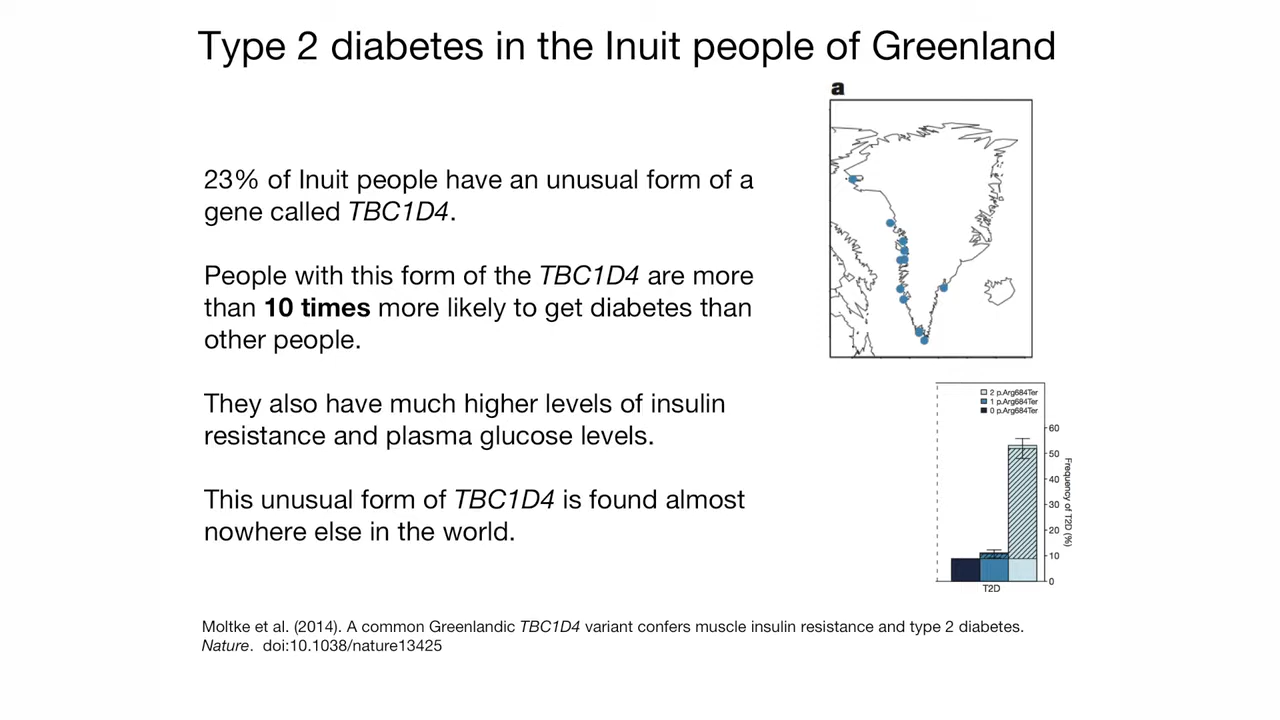 Type 2 diabetes in the Inuit people of Greenland
a
23% of Inuit people have an unusual form of a
gene called TBC1D4.
People with this form of the TBC1D4 are more
than 10 times more likely to get diabetes than
other people.
They also have much higher levels of insulin
resistance and plasma glucose levels.
This unusual form of TBC1D4 is found almost
nowhere else in the world.
2 p.Arg684Ter
1 p.Arg684Ter
0 p.Arg684Ter
60
50
40
30
20
10
0
Frequency of T2D (%)
T2D
Moltke et al. (2014). A common Greenlandic TBC1D4 variant confers muscle insulin resistance and type 2 diabetes.
Nature. doi:10.1038/nature13425